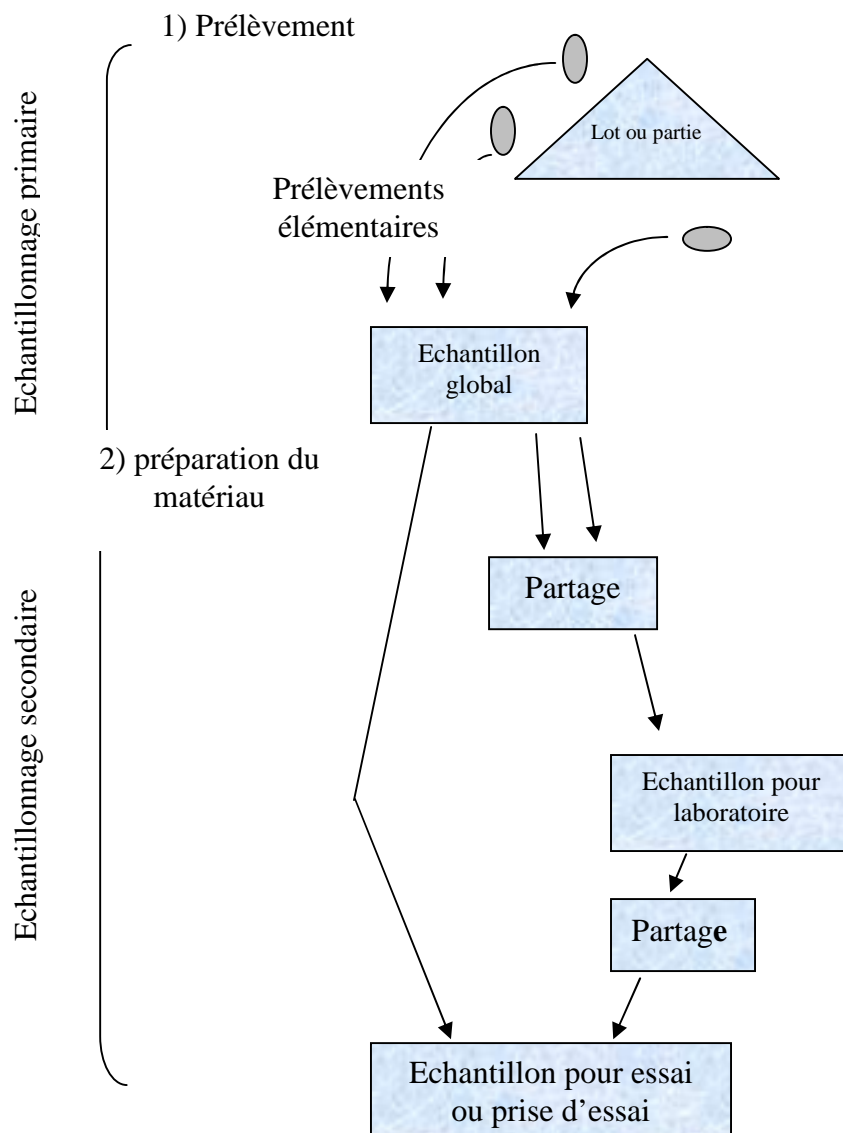 1) Prélèvement
Echantillonnage primaire
Lot ou partie
Prélèvements
élémentaires
Echantillon
global
2) préparation du
matériau
Echantillonnage secondaire
Partage
Echantillon pour
laboratoire
Partage
Echantillon pour essai
ou prise d’essai